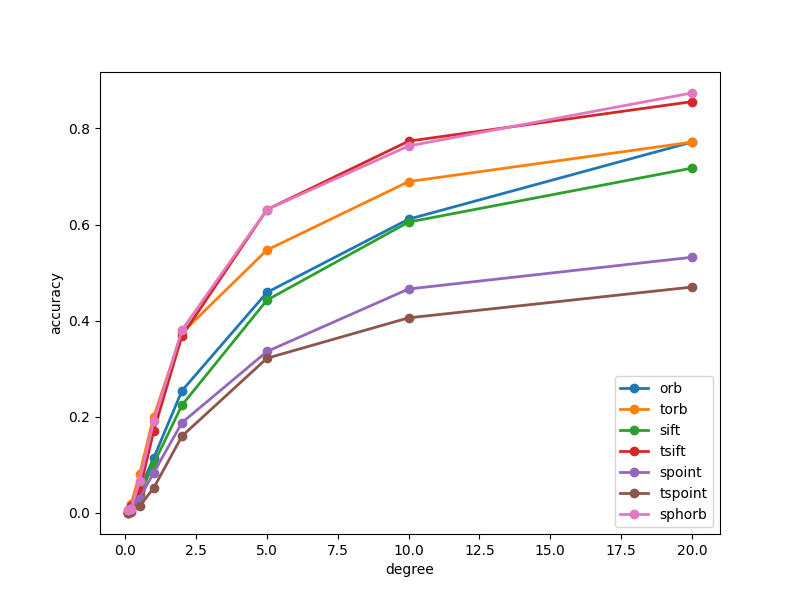 accuracy
0.8
0.6
0.4
0.2
0.0
0.0 2.5 5.0 7.5 10.0 12.5 15.0 17.5 20.0
degree
orb
torb
sift
tsift
spoint
tspoint
sphorb